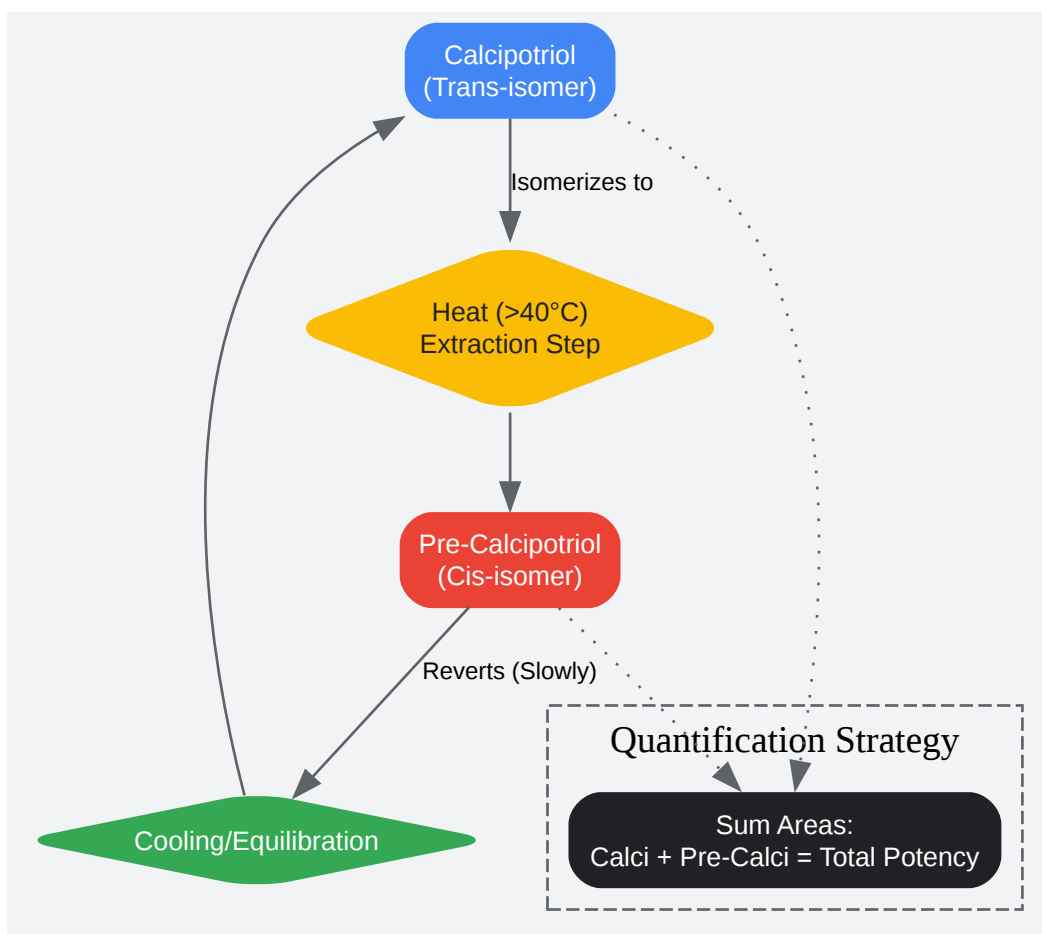 Calcipotriol
(Trans-isomer)
Isomerizes to
Heat (>40°C)
Extraction Step
Pre-Calcipotriol
(Cis-isomer)
Reverts (Slowly)
Quantification Strategy
Cooling/Equilibration
Sum Areas:
Calci + Pre-Calci = Total Potency